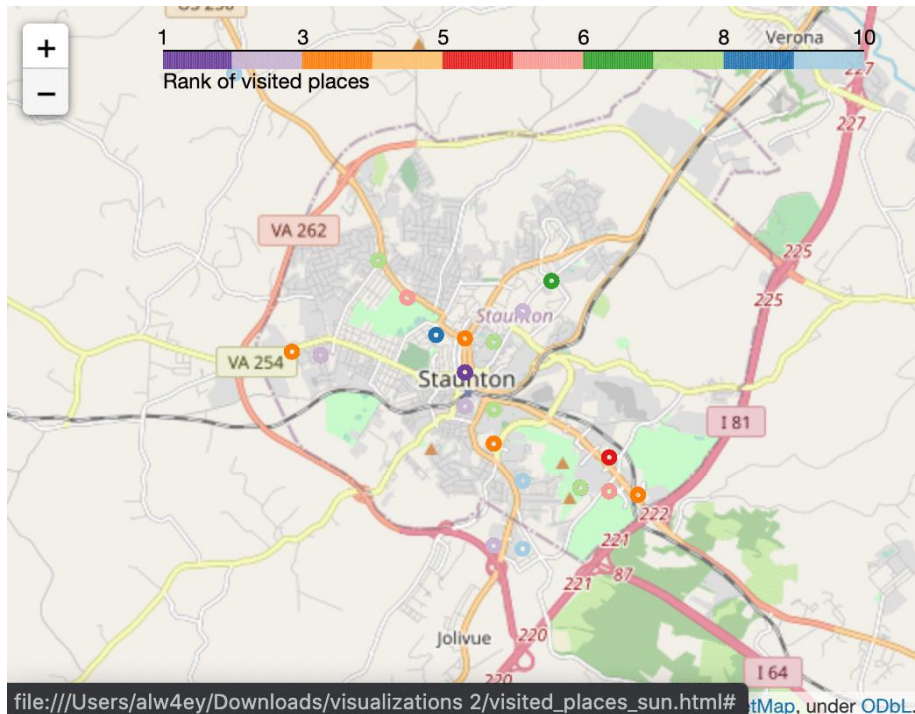 +
−
1 3 5 6 8 10
Rank of visited places
Verona
227
227
VA 262
225
225
Staunton
VA 254
Staunton
I 81
222
221
221
87
220
Jolivue
220
I 64
file:///Users/alw4ey/Downloads/visualizations 2/visited_places_sun.html#
etMap, under ODbL.